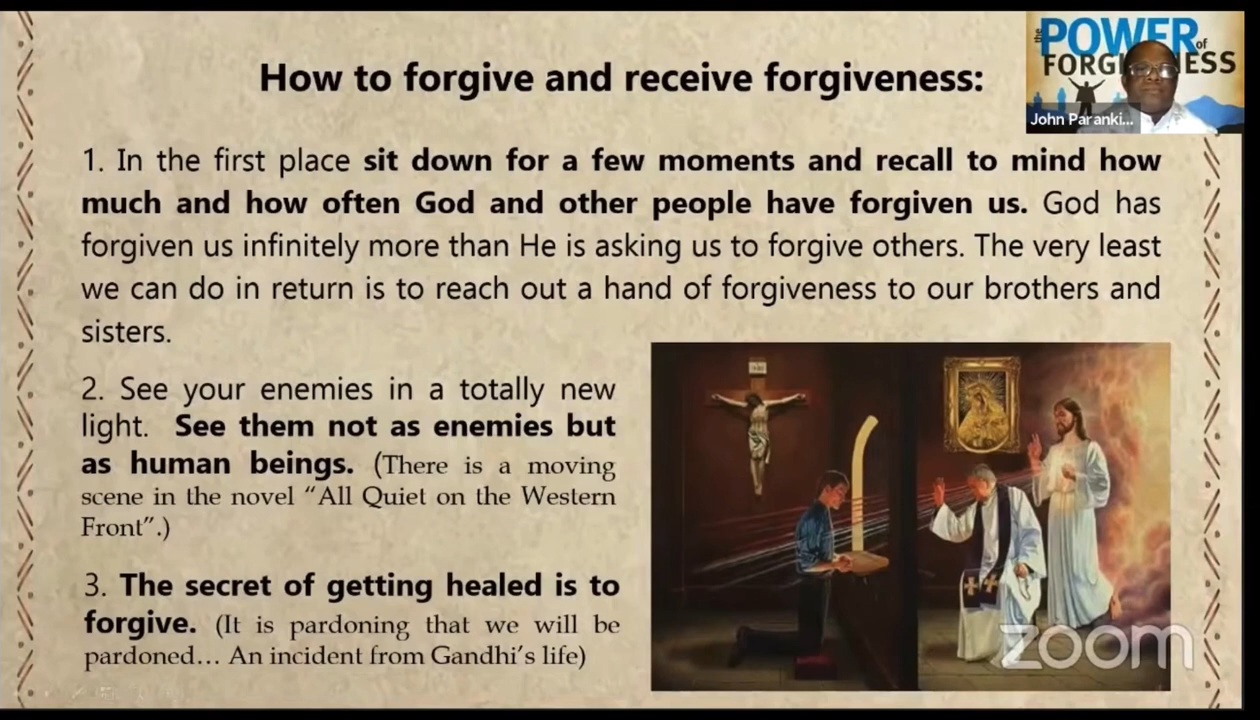 How to forgive and receive forgiveness:
the POWER of
FORGI ESS
John Paranki...
1. In the first place sit down for a few moments and recall to mind how
much and how often God and other people have forgiven us. God has
forgiven us infinitely more than He is asking us to forgive others. The very least
we can do in return is to reach out a hand of forgiveness to our brothers and
sisters.
2. See your enemies in a totally new
light. See them not as enemies but
as human beings. (There is a moving
scene in the novel “All Quiet on the Western
Front”.)
3. The secret of getting healed is to
forgive. (It is pardoning that we will be
pardoned… An incident from Gandhi’s life)
zoom